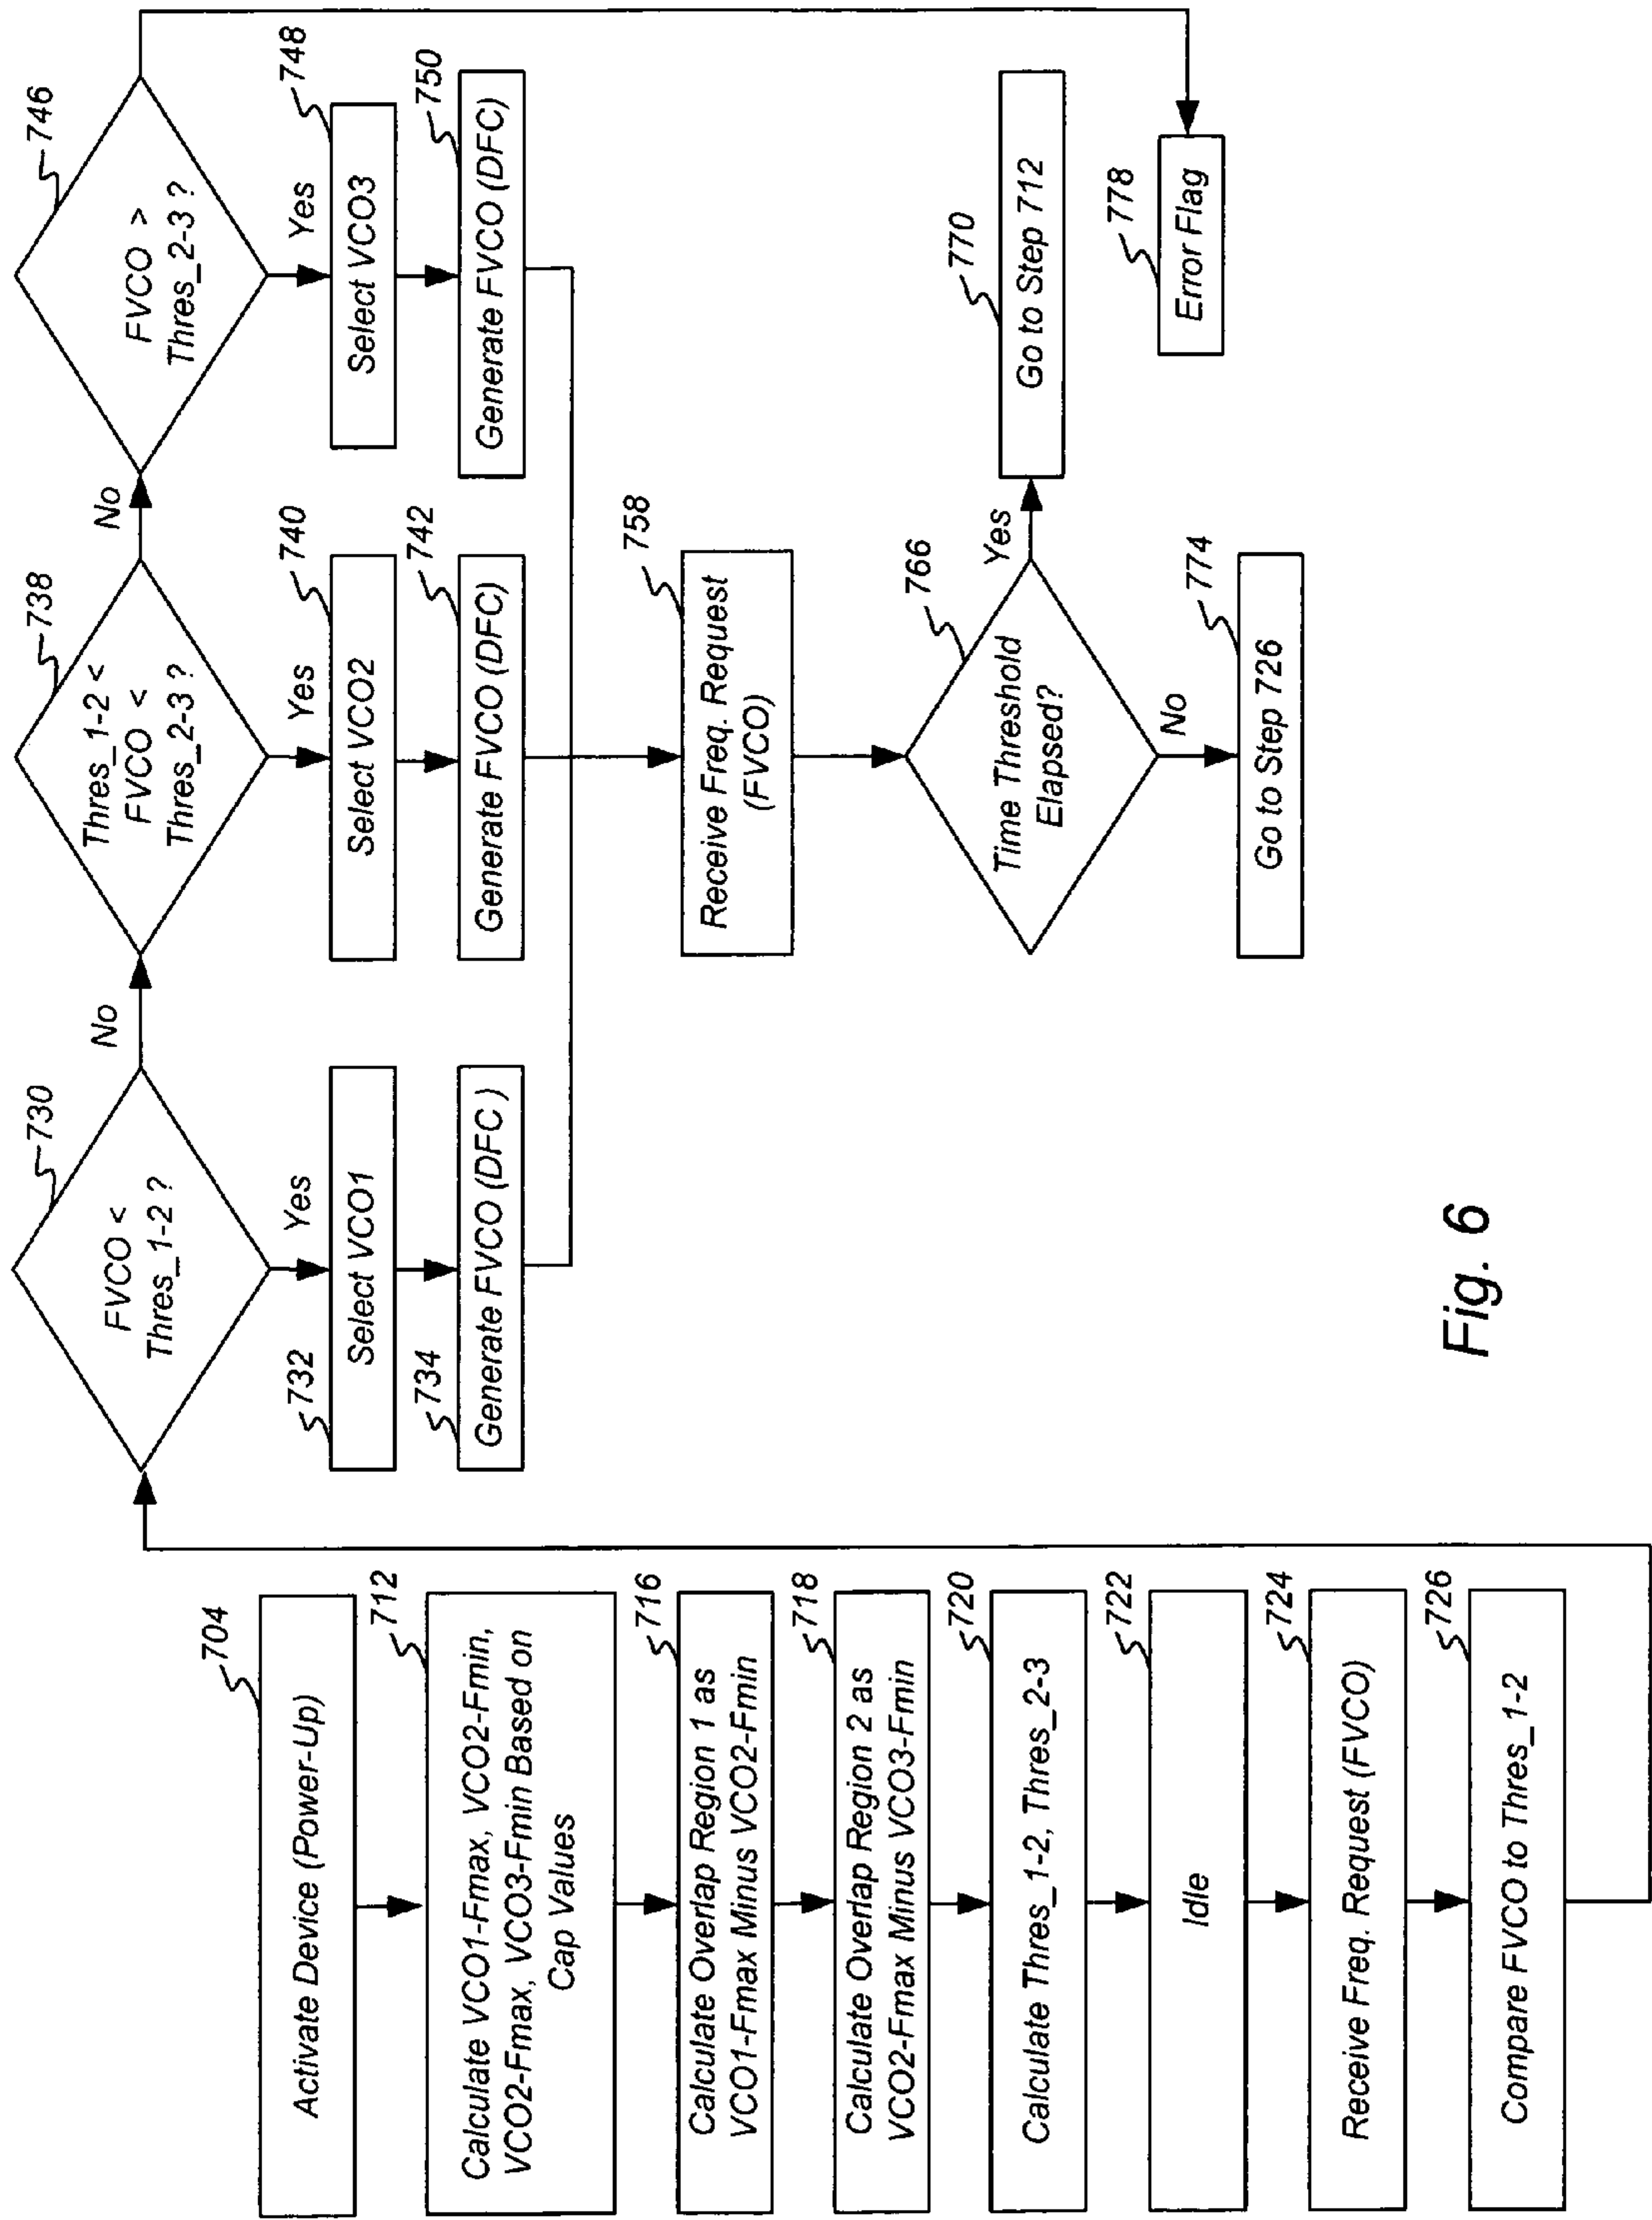 704
Activate Device (Power-Up)
712
Calculate VCO1-Fmax, VCO2-Fmin,
VCO2-Fmax, VCO3-Fmin Based on
Cap Values
716
Calculate Overlap Region 1 as
VCO1-Fmax Minus VCO2-Fmin
718
Calculate Overlap Region 2 as
VCO2-Fmax Minus VCO3-Fmin
720
Calculate Thres_1-2, Thres_2-3
722
Idle
724
Receive Freq. Request (FVCO)
726
Compare FVCO to Thres_1-2
730
FVCO <
Thres_1-2 ?
No
Yes
732
Select VCO1
734
Generate FVCO (DFC )
738
Thres_1-2 <
FVCO <
Thres_2-3 ?
No
Yes
740
Select VCO2
742
Generate FVCO (DFC)
746
FVCO >
Thres_2-3 ?
Yes
748
Select VCO3
750
Generate FVCO (DFC)
758
Receive Freq. Request
(FVCO)
766
Time Threshold
Elapsed?
Yes
770
Go to Step 712
No
774
Go to Step 726
778
Error Flag
Fig. 6